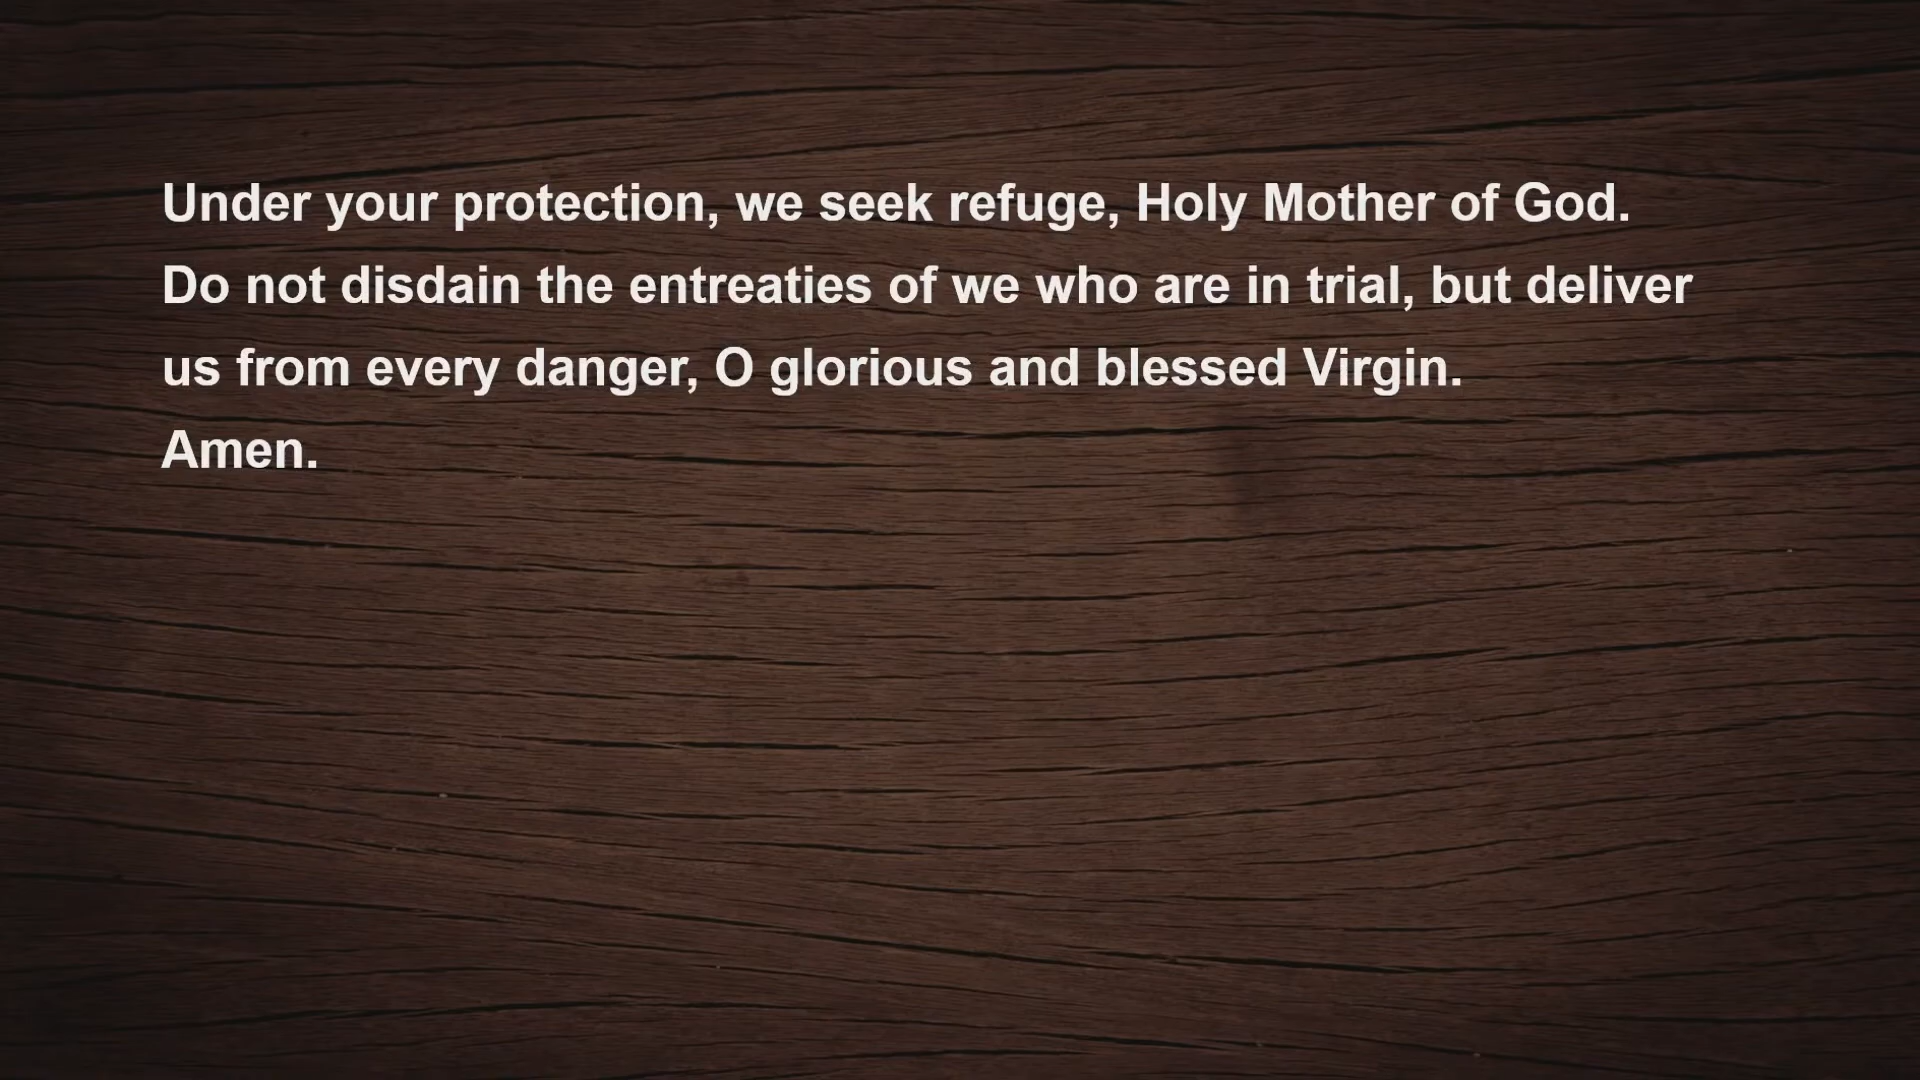 Under your protection, we seek refuge, Holy Mother of God.
Do not disdain the entreaties of we who are in trial, but deliver
us from every danger, O glorious and blessed Virgin.
Amen.